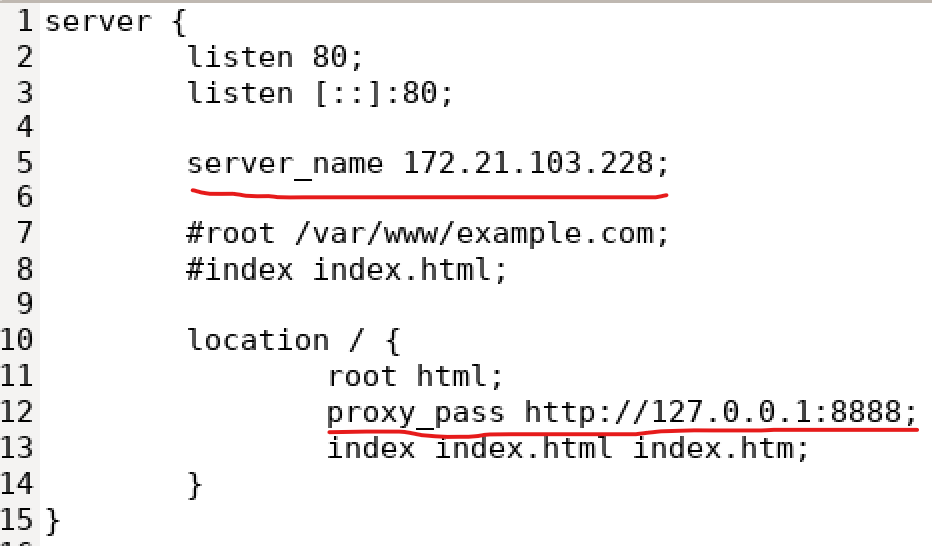 1 server {
2 listen 80;
3 listen [::]:80;
4
5 server_name 172.21.103.228;
6
7 #root /var/www/example.com;
8 #index index.html;
9
10 location / {
11 root html;
12 proxy_pass http://127.0.0.1:8888;
13 index index.html index.htm;
14 }
15 }